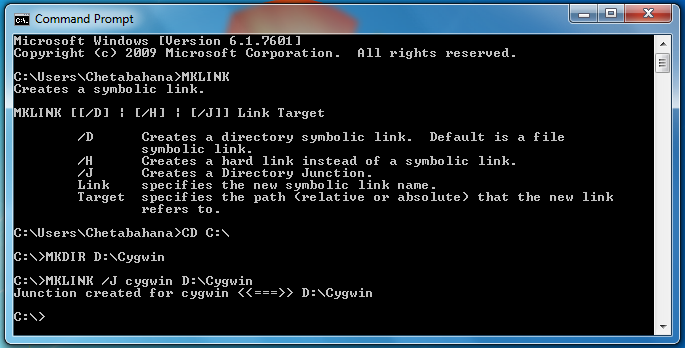 Command Prompt
Microsoft Windows [Version 6.1.7601]
Copyright (c) 2009 Microsoft Corporation.  All rights reserved.
C:\Users\Chetabahana>MKLINK
Creates a symbolic link.
MKLINK [[/D] ¦ [/H] ¦ [/J]] Link Target
/D      Creates a directory symbolic link.  Default is a file
symbolic link.
/H      Creates a hard link instead of a symbolic link.
/J      Creates a Directory Junction.
Link    specifies the new symbolic link name.
Target  specifies the path (relative or absolute) that the new link
refers to.
C:\Users\Chetabahana>CD C:\
C:\>MKDIR D:\Cygwin
C:\>MKLINK /J cygwin D:\Cygwin
Junction created for cygwin <<===>> D:\Cygwin
C:\>